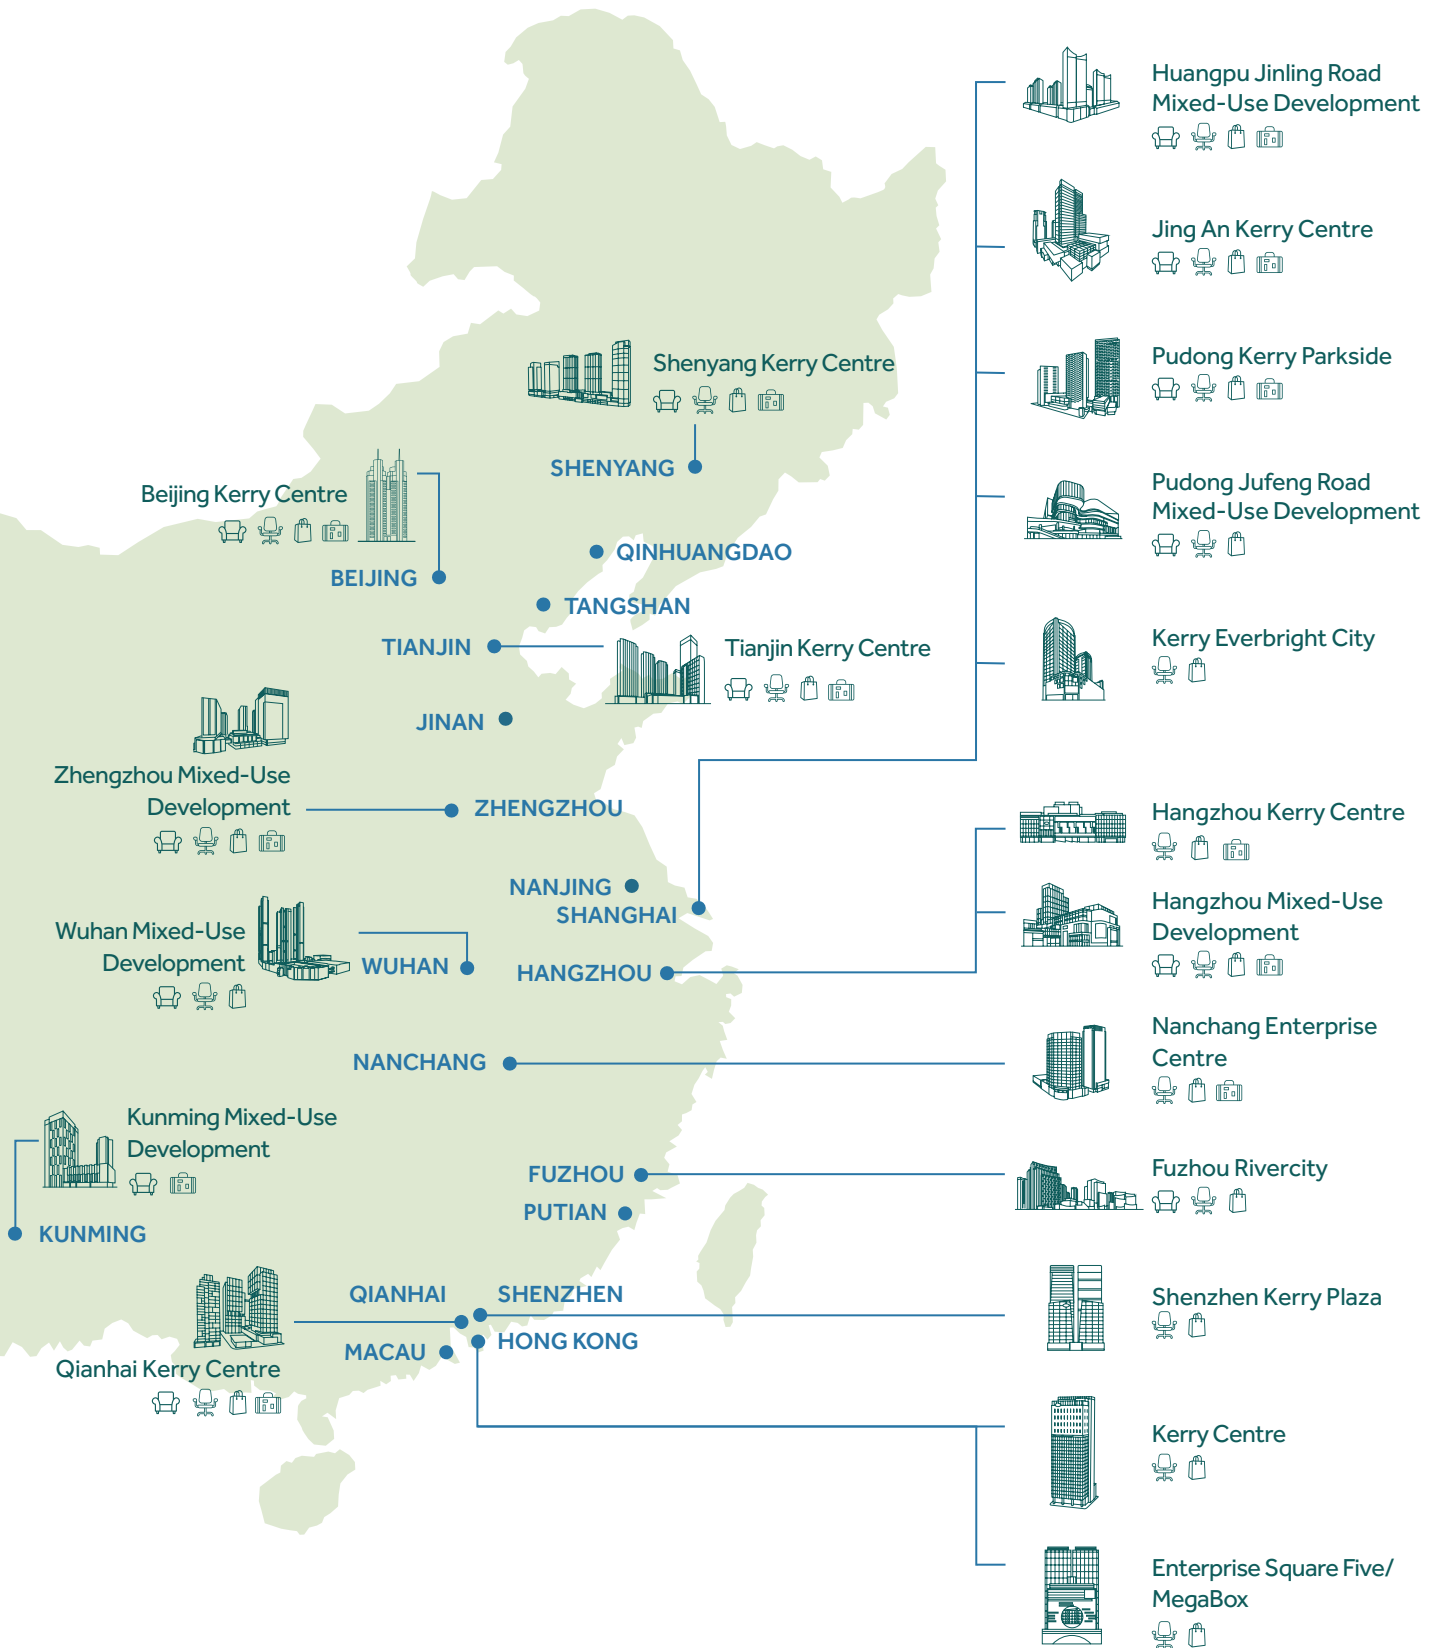 Huangpu Jinling Road
Mixed-Use Development
Jing An Kerry Centre
Shenyang Kerry Centre
Pudong Kerry Parkside
SHENYANG
Beijing Kerry Centre
Pudong Jufeng Road
Mixed-Use Development
QINHUANGDAO
BEIJING
TANGSHAN
TIANJIN
Tianjin Kerry Centre
Kerry Everbright City
JINAN
Zhengzhou Mixed-Use
Development
ZHENGZHOU
Hangzhou Kerry Centre
NANJING
SHANGHAI
Hangzhou Mixed-Use
Development
Wuhan Mixed-Use
Development
WUHAN
HANGZHOU
Nanchang Enterprise
Centre
NANCHANG
Kunming Mixed-Use
Development
FUZHOU
Fuzhou Rivercity
PUTIAN
KUNMING
QIANHAI
SHENZHEN
Shenzhen Kerry Plaza
MACAU
HONG KONG
Qianhai Kerry Centre
Kerry Centre
Enterprise Square Five/
MegaBox